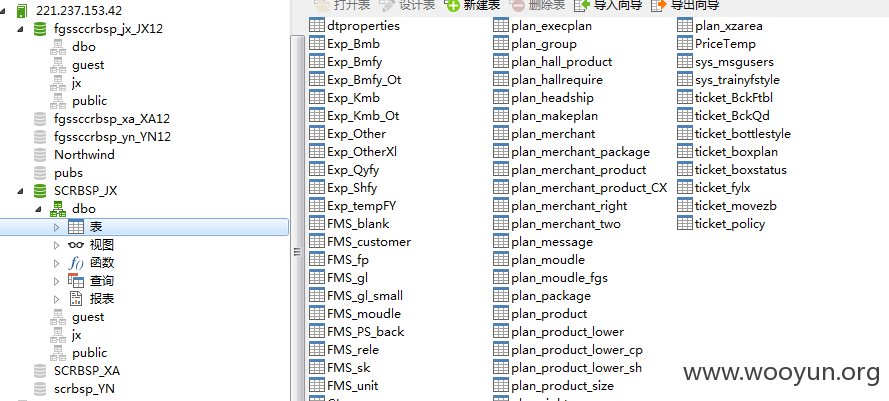 221.237.153.42
fgssccrbsp_jx_JX12
dbo
guest
jx
public
fgssccrbsp_xa_XA12
fgssccrbsp_yn_YN12
Northwind
pubs
SCRBSP_JX
dbo
表
视图
函数
查询
报表
guest
jx
public
SCRBSP_XA
scrbsp_YN
打开表 设计表 新建表 删除表 导入向导 导出向导
dtproperties
Exp_Bmb
Exp_Bmfy
Exp_Bmfy_Ot
Exp_Kmb
Exp_Kmb_Ot
Exp_Other
Exp_OtherXl
Exp_Qyfy
Exp_Shfy
Exp_tempFY
FMS_blank
FMS_customer
FMS_fp
FMS_gl
FMS_gl_small
FMS_moudle
FMS_PS_back
FMS_rele
FMS_sk
FMS_unit
plan_execplan
plan_group
plan_hall_product
plan_hallrequire
plan_headship
plan_makeplan
plan_merchant
plan_merchant_package
plan_merchant_product
plan_merchant_product_CX
plan_merchant_right
plan_merchant_two
plan_message
plan_moudle
plan_moudle_fgs
plan_package
plan_product
plan_product_lower
plan_product_lower_cp
plan_product_lower_sh
plan_product_size
plan_xzarea
PriceTemp
sys_msgusers
sys_trainyfstyle
ticket_BckFtbl
ticket_BckQd
ticket_bottlestyle
ticket_boxplan
ticket_boxstatus
ticket_fylx
ticket_movezb
ticket_policy
www.wooyun.org